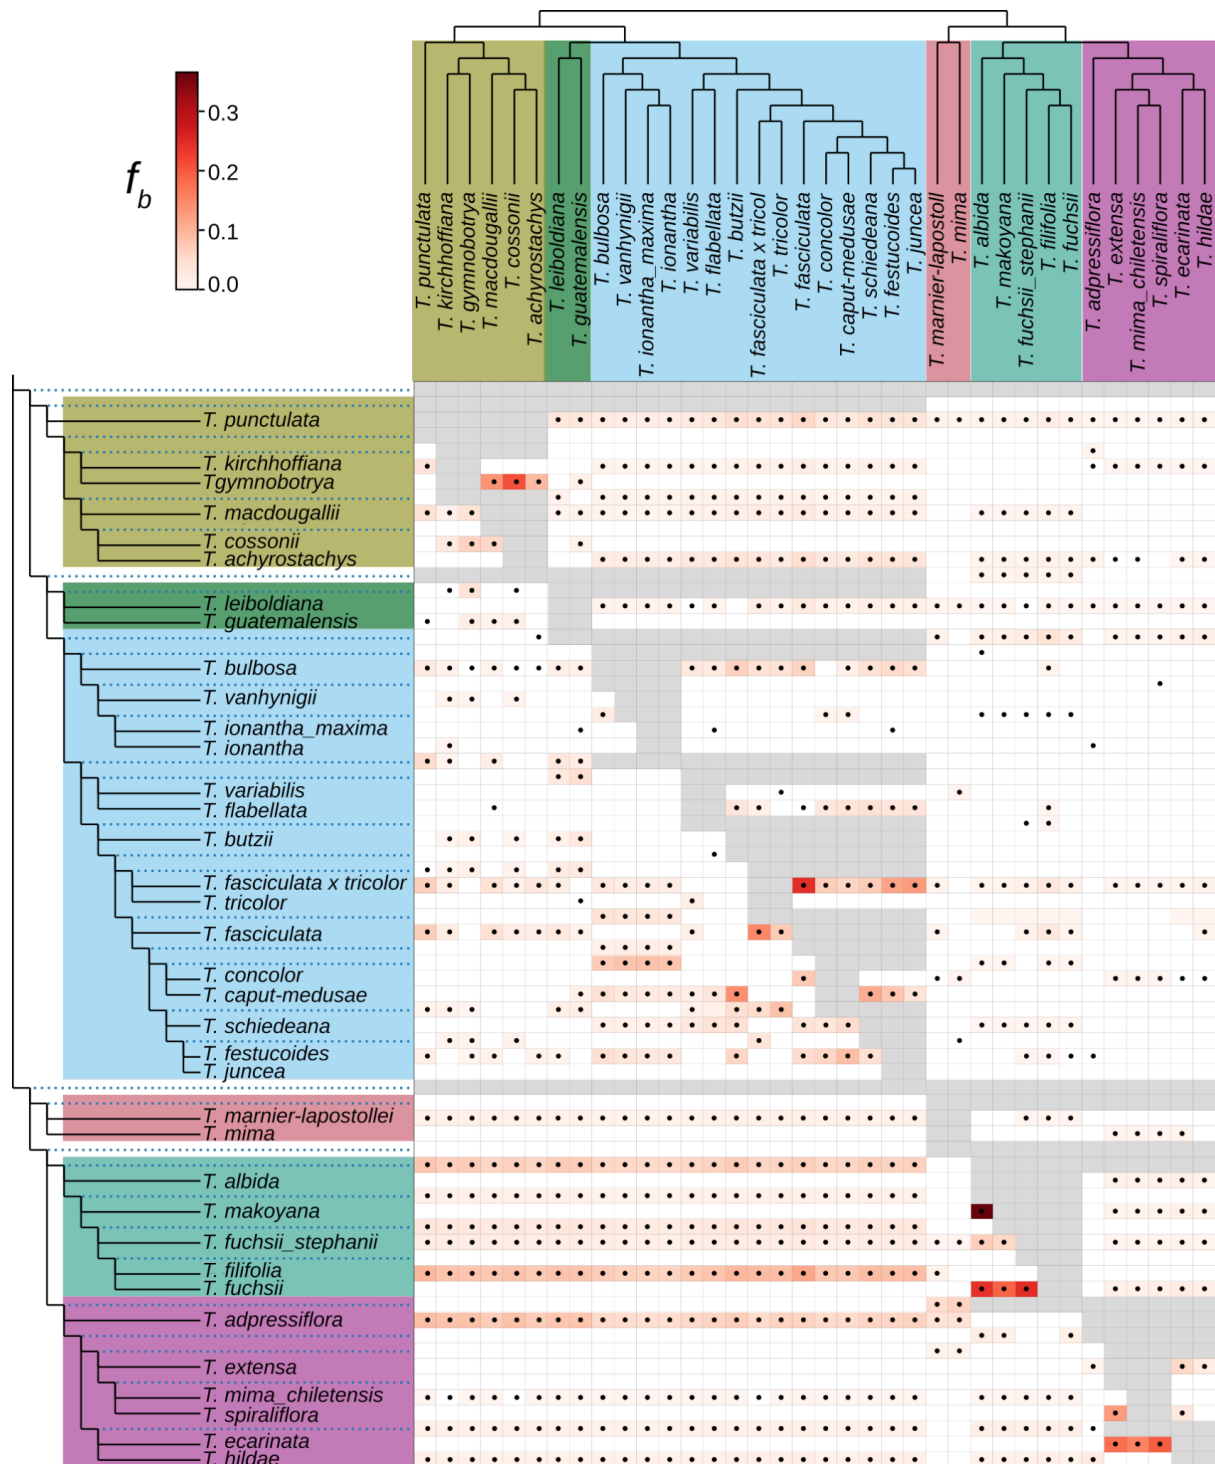 f_b
0.3
0.2
0.1
0.0
T. punctulata
T. kirchhoffiana
T. gymnobotrya
T. macdougallii
T. cossonii
T. achyrostachys
T. leiboldiana
T. guatemalensis
T. bulbosa
T. vanhynigii
T. ionantha_maxima
T. ionantha
T. variabilis
T. flabellata
T. butzii
T. fasciculata x tricol
T. tricolor
T. fasciculata
T. concolor
T. caput-medusae
T. schiedeana
T. festucoides
T. juncea
T. marnier-lapostoll
T. mima
T. albida
T. makoyana
T. fuchsii_stephanii
T. filifolia
T. fuchsii
T. adpressiflora
T. extensa
T. mima_chiletensis
T. spiraliflora
T. ecarinata
T. hildae
T. punctulata
T. kirchhoffiana
Tgymnobotrya
T. macdougallii
T. cossonii
T. achyrostachys
T. leiboldiana
T. guatemalensis
T. bulbosa
T. vanhynigii
T. ionantha_maxima
T. ionantha
T. variabilis
T. flabellata
T. butzii
T. fasciculata x tricolor
T. tricolor
T. fasciculata
T. concolor
T. caput-medusae
T. schiedeana
T. festucoides
T. juncea
T. marnier-lapostollei
T. mima
T. albida
T. makoyana
T. fuchsii_stephanii
T. filifolia
T. fuchsii
T. adpressiflora
T. extensa
T. mima_chiletensis
T. spiraliflora
T. ecarinata
T. hildae